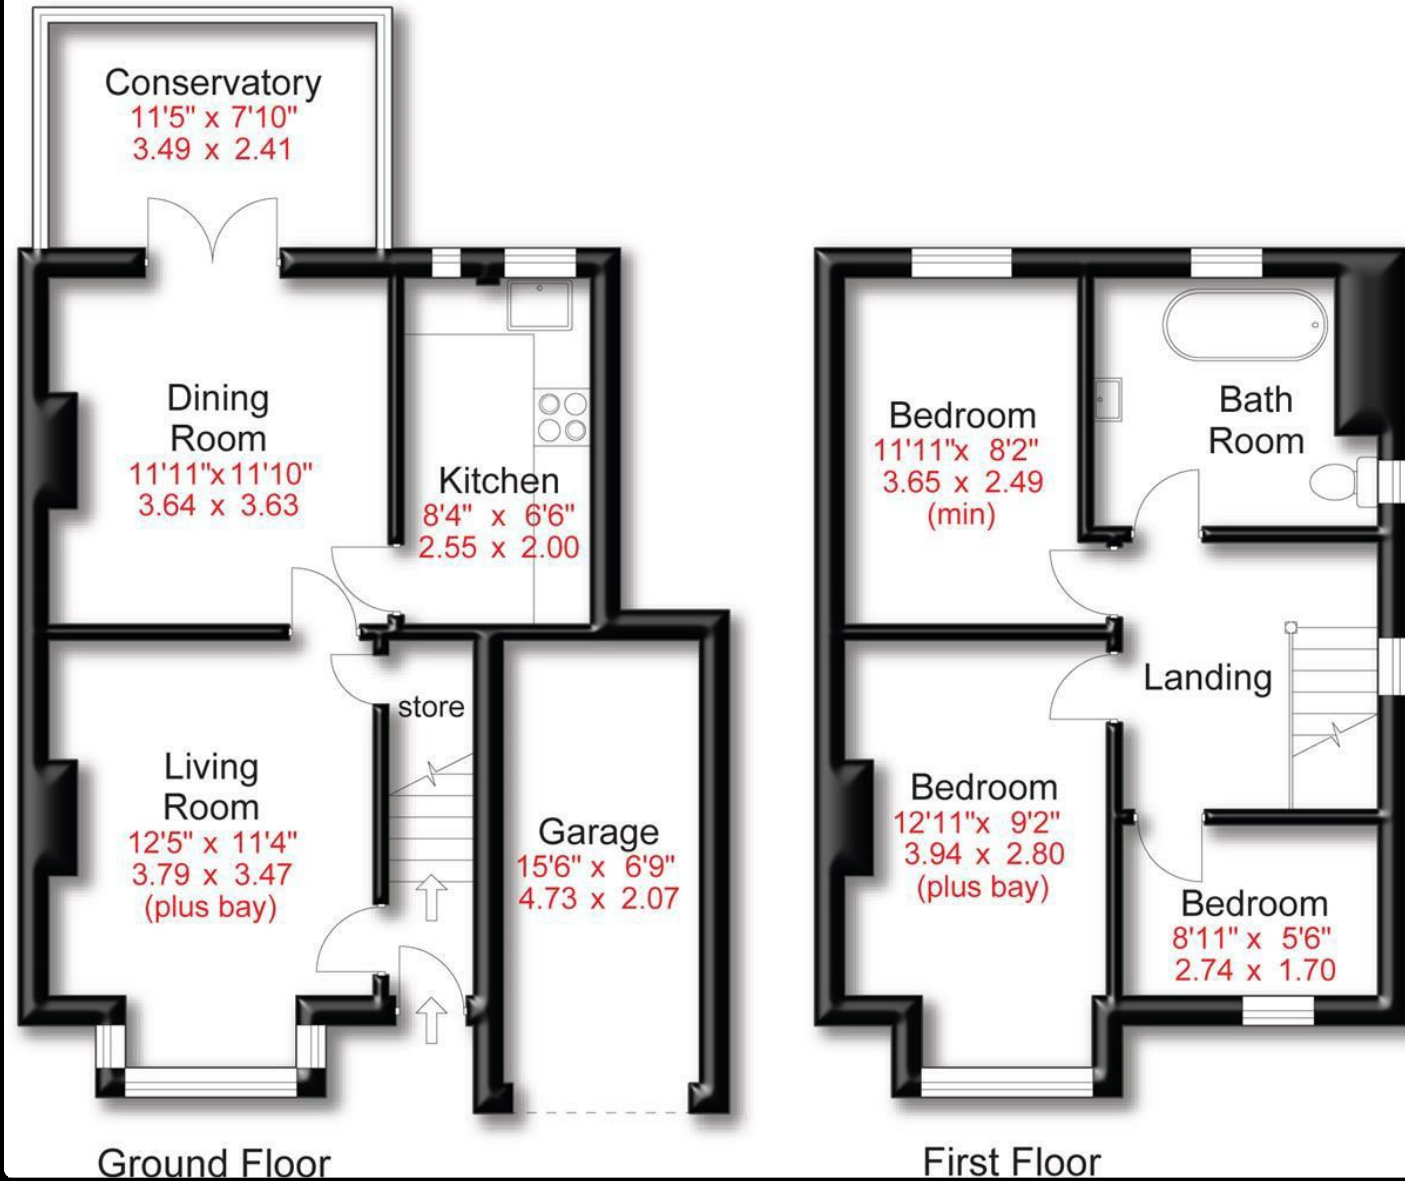 Conservatory
11'5" x 7'10"
3.49 x 2.41
Dining
Room
11'11"x 11'10"
3.64 x 3.63
Kitchen
8'4" x 6'6"
2.55 x 2.00
store
Living
Room
12'5" x 11'4"
3.79 x 3.47
(plus bay)
Garage
15'6" x 6'9"
4.73 x 2.07
Ground Floor
Bedroom
11'11"x 8'2"
3.65 x 2.49
(min)
Bath
Room
Landing
Bedroom
12'11"x 9'2"
3.94 x 2.80
(plus bay)
Bedroom
8'11" x 5'6"
2.74 x 1.70
First Floor